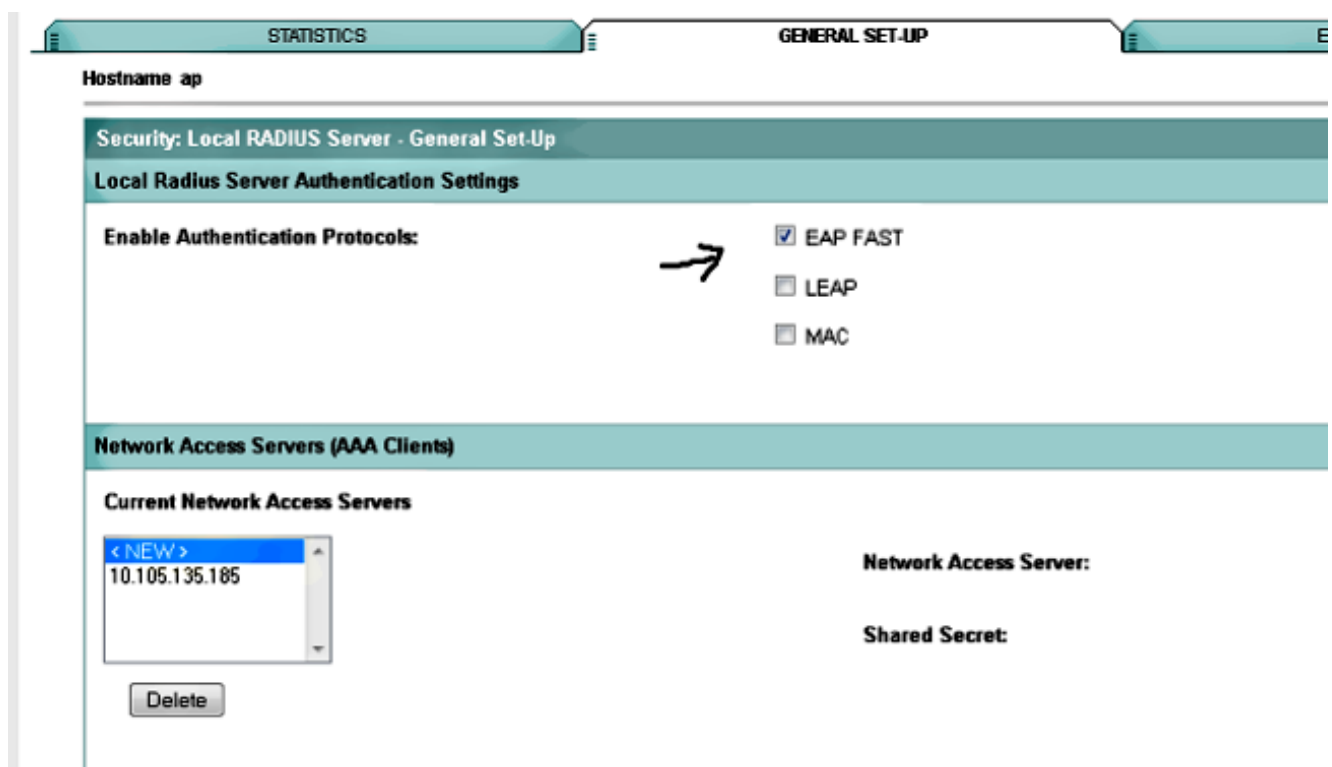 STATISTICS GENERAL SET-UP E
Hostname ap
Security: Local RADIUS Server - General Set-Up
Local Radius Server Authentication Settings
Enable Authentication Protocols: EAP FAST
LEAP
MAC
Network Access Servers (AAA Clients)
Current Network Access Servers
< NEW >
10.105.135.185
Network Access Server:
Shared Secret:
Delete